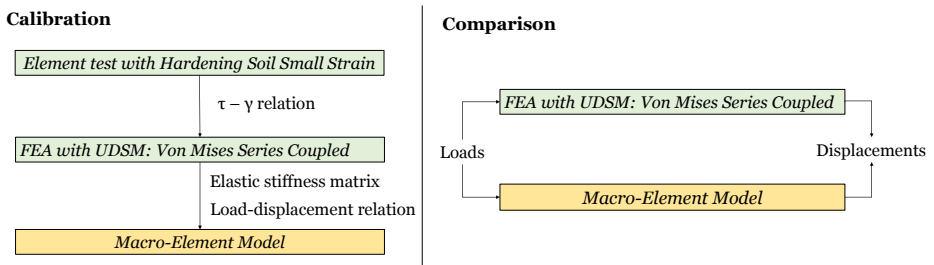 Calibration
Element test with Hardening Soil Small Strain
τ – γ relation
FEA with UDSM: Von Mises Series Coupled
Elastic stiffness matrix
Load-displacement relation
Macro-Element Model
Comparison
FEA with UDSM: Von Mises Series Coupled
Loads
Displacements
Macro-Element Model